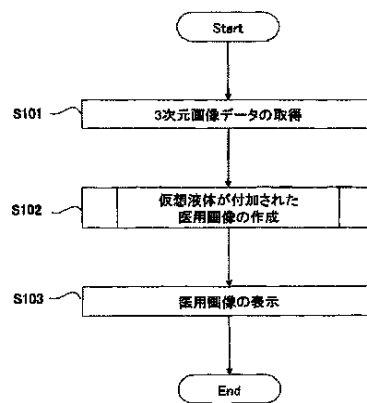 Start
S101
3次元画像データの取得
S102
仮想液体が付加された
医用画像の作成
S103
医用画像の表示
End